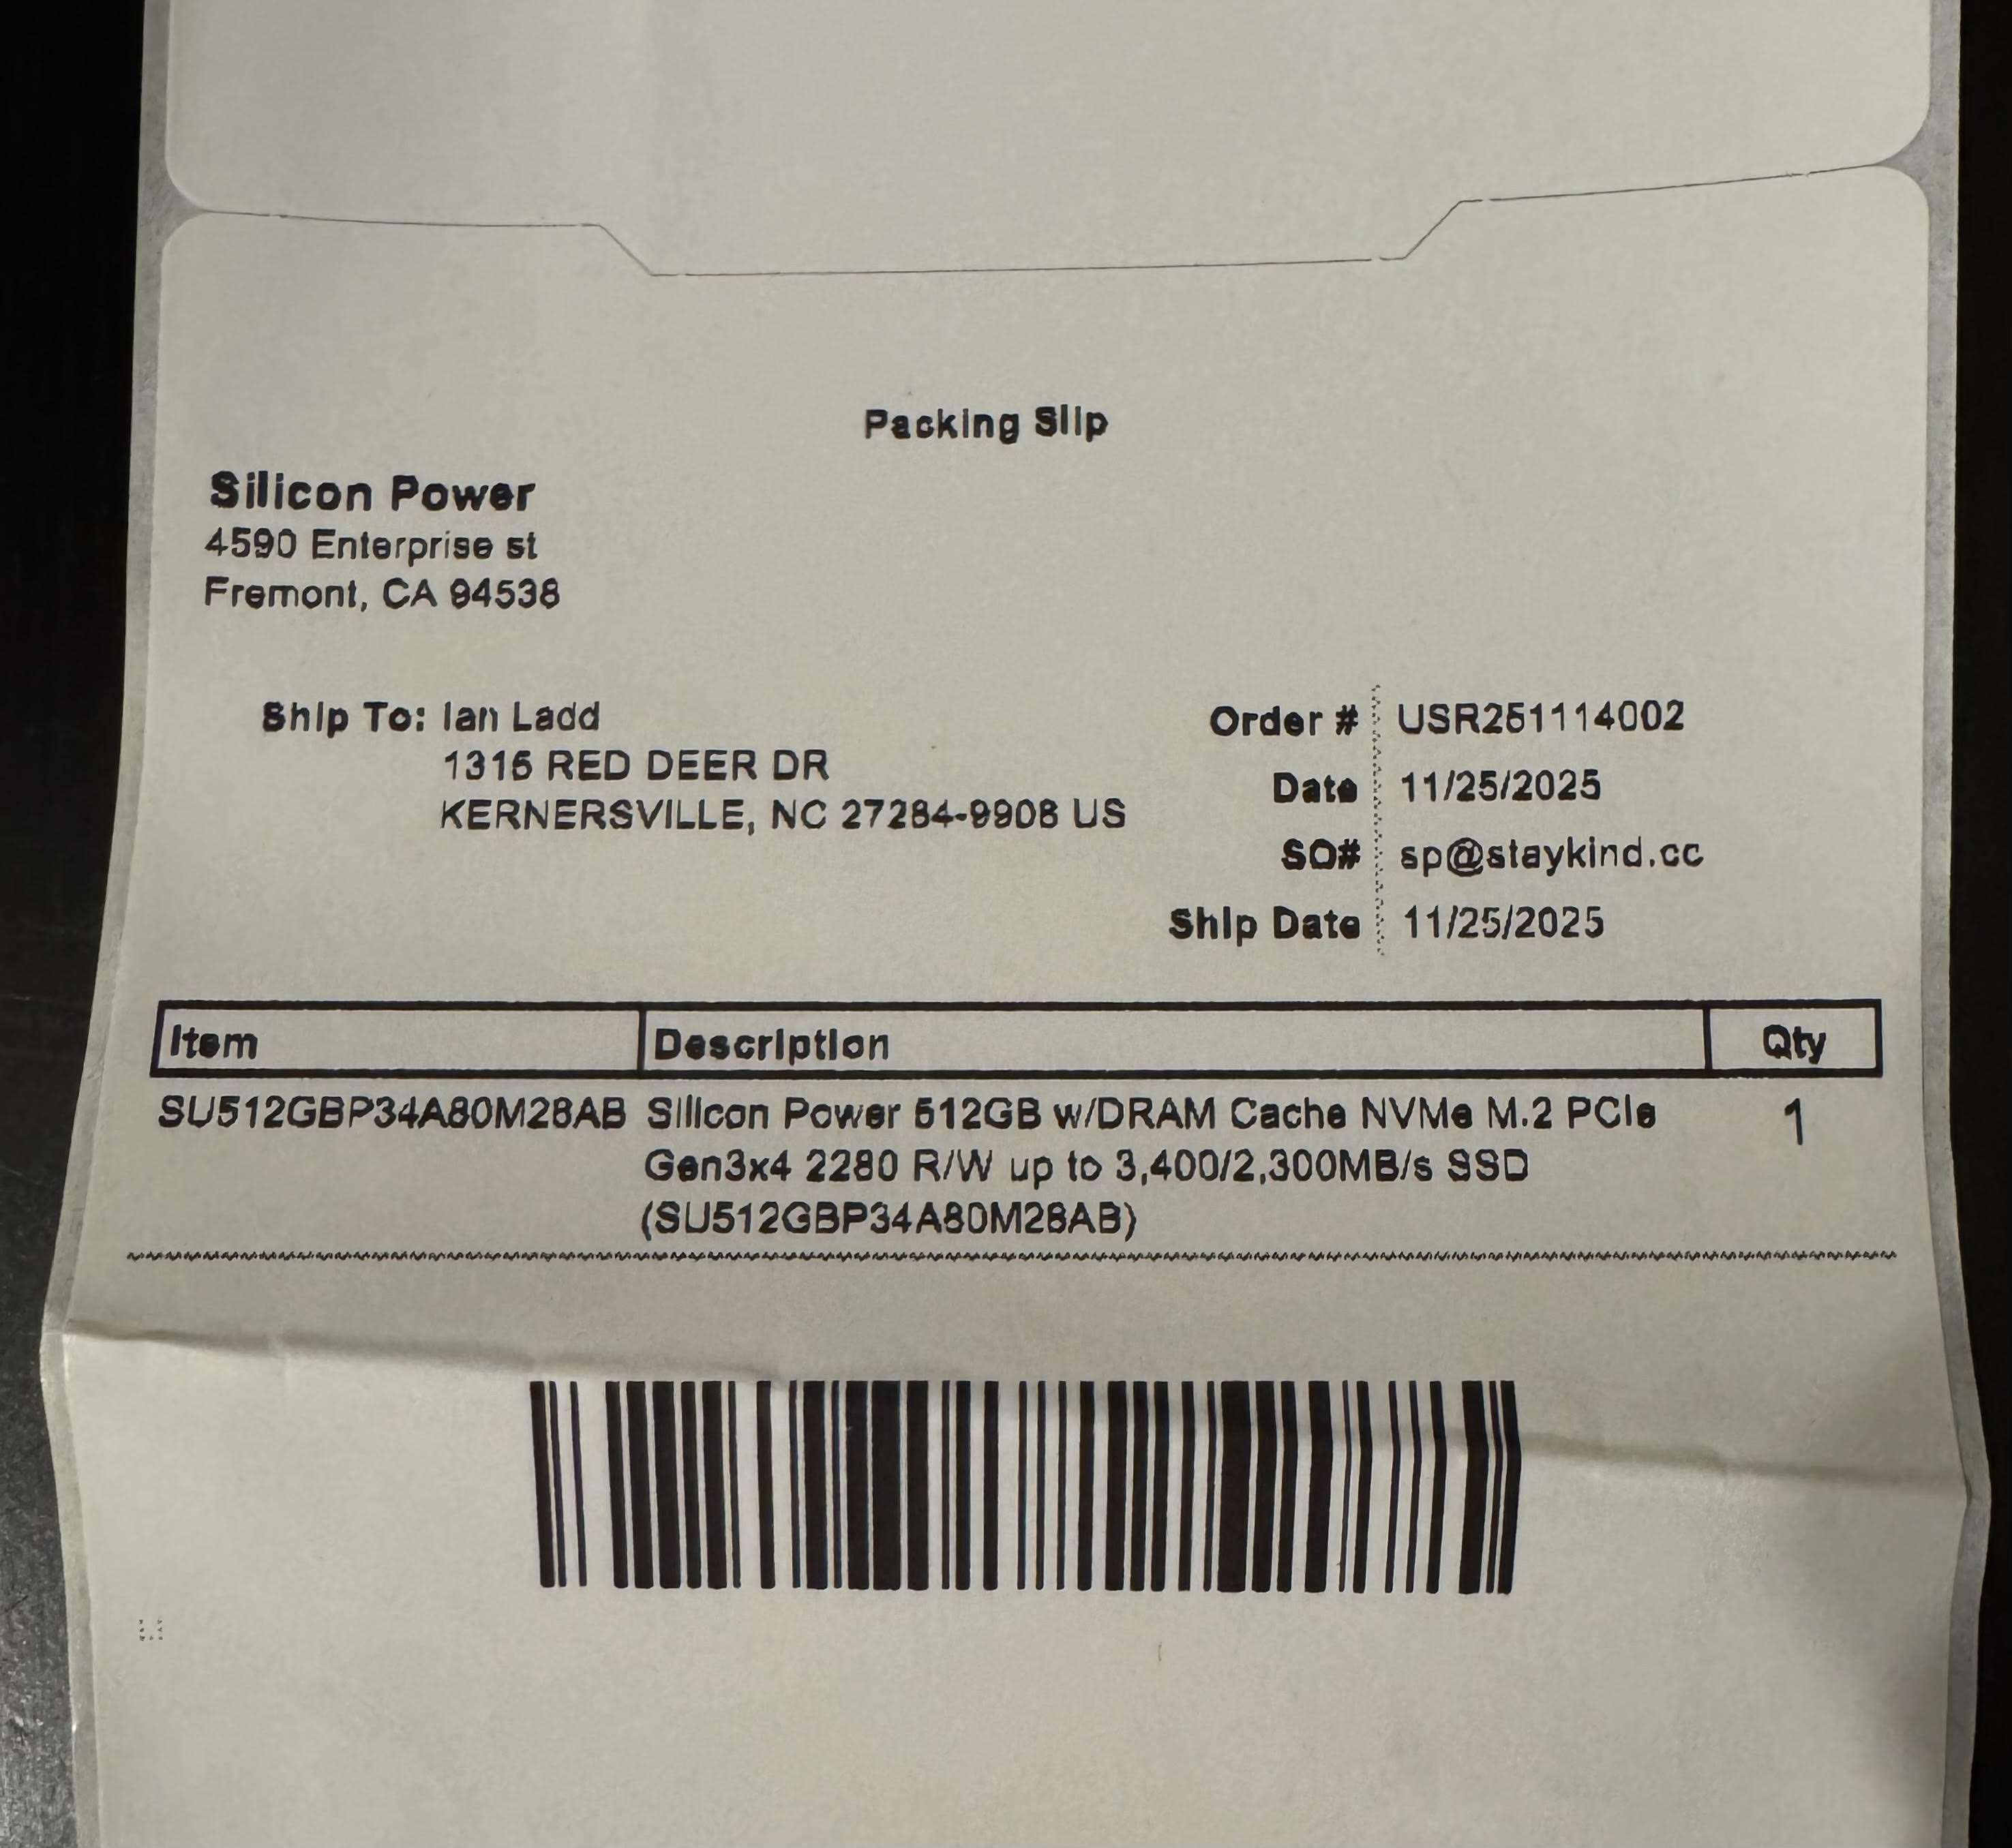 Packing Slip
Silicon Power
4590 Enterprise st
Fremont, CA 94538
Ship To: Ian Ladd
1315 RED DEER DR
KERNERSVILLE, NC 27284-9908 US
Order # USR251114002
Date 11/25/2025
SO# sp@staykind.cc
Ship Date 11/25/2025
Item Description Qty
SU512GBP34A80M28AB Silicon Power 512GB w/DRAM Cache NVMe M.2 PCIe 1
Gen3x4 2280 R/W up to 3,400/2,300MB/s SSD
(SU512GBP34A80M28AB)